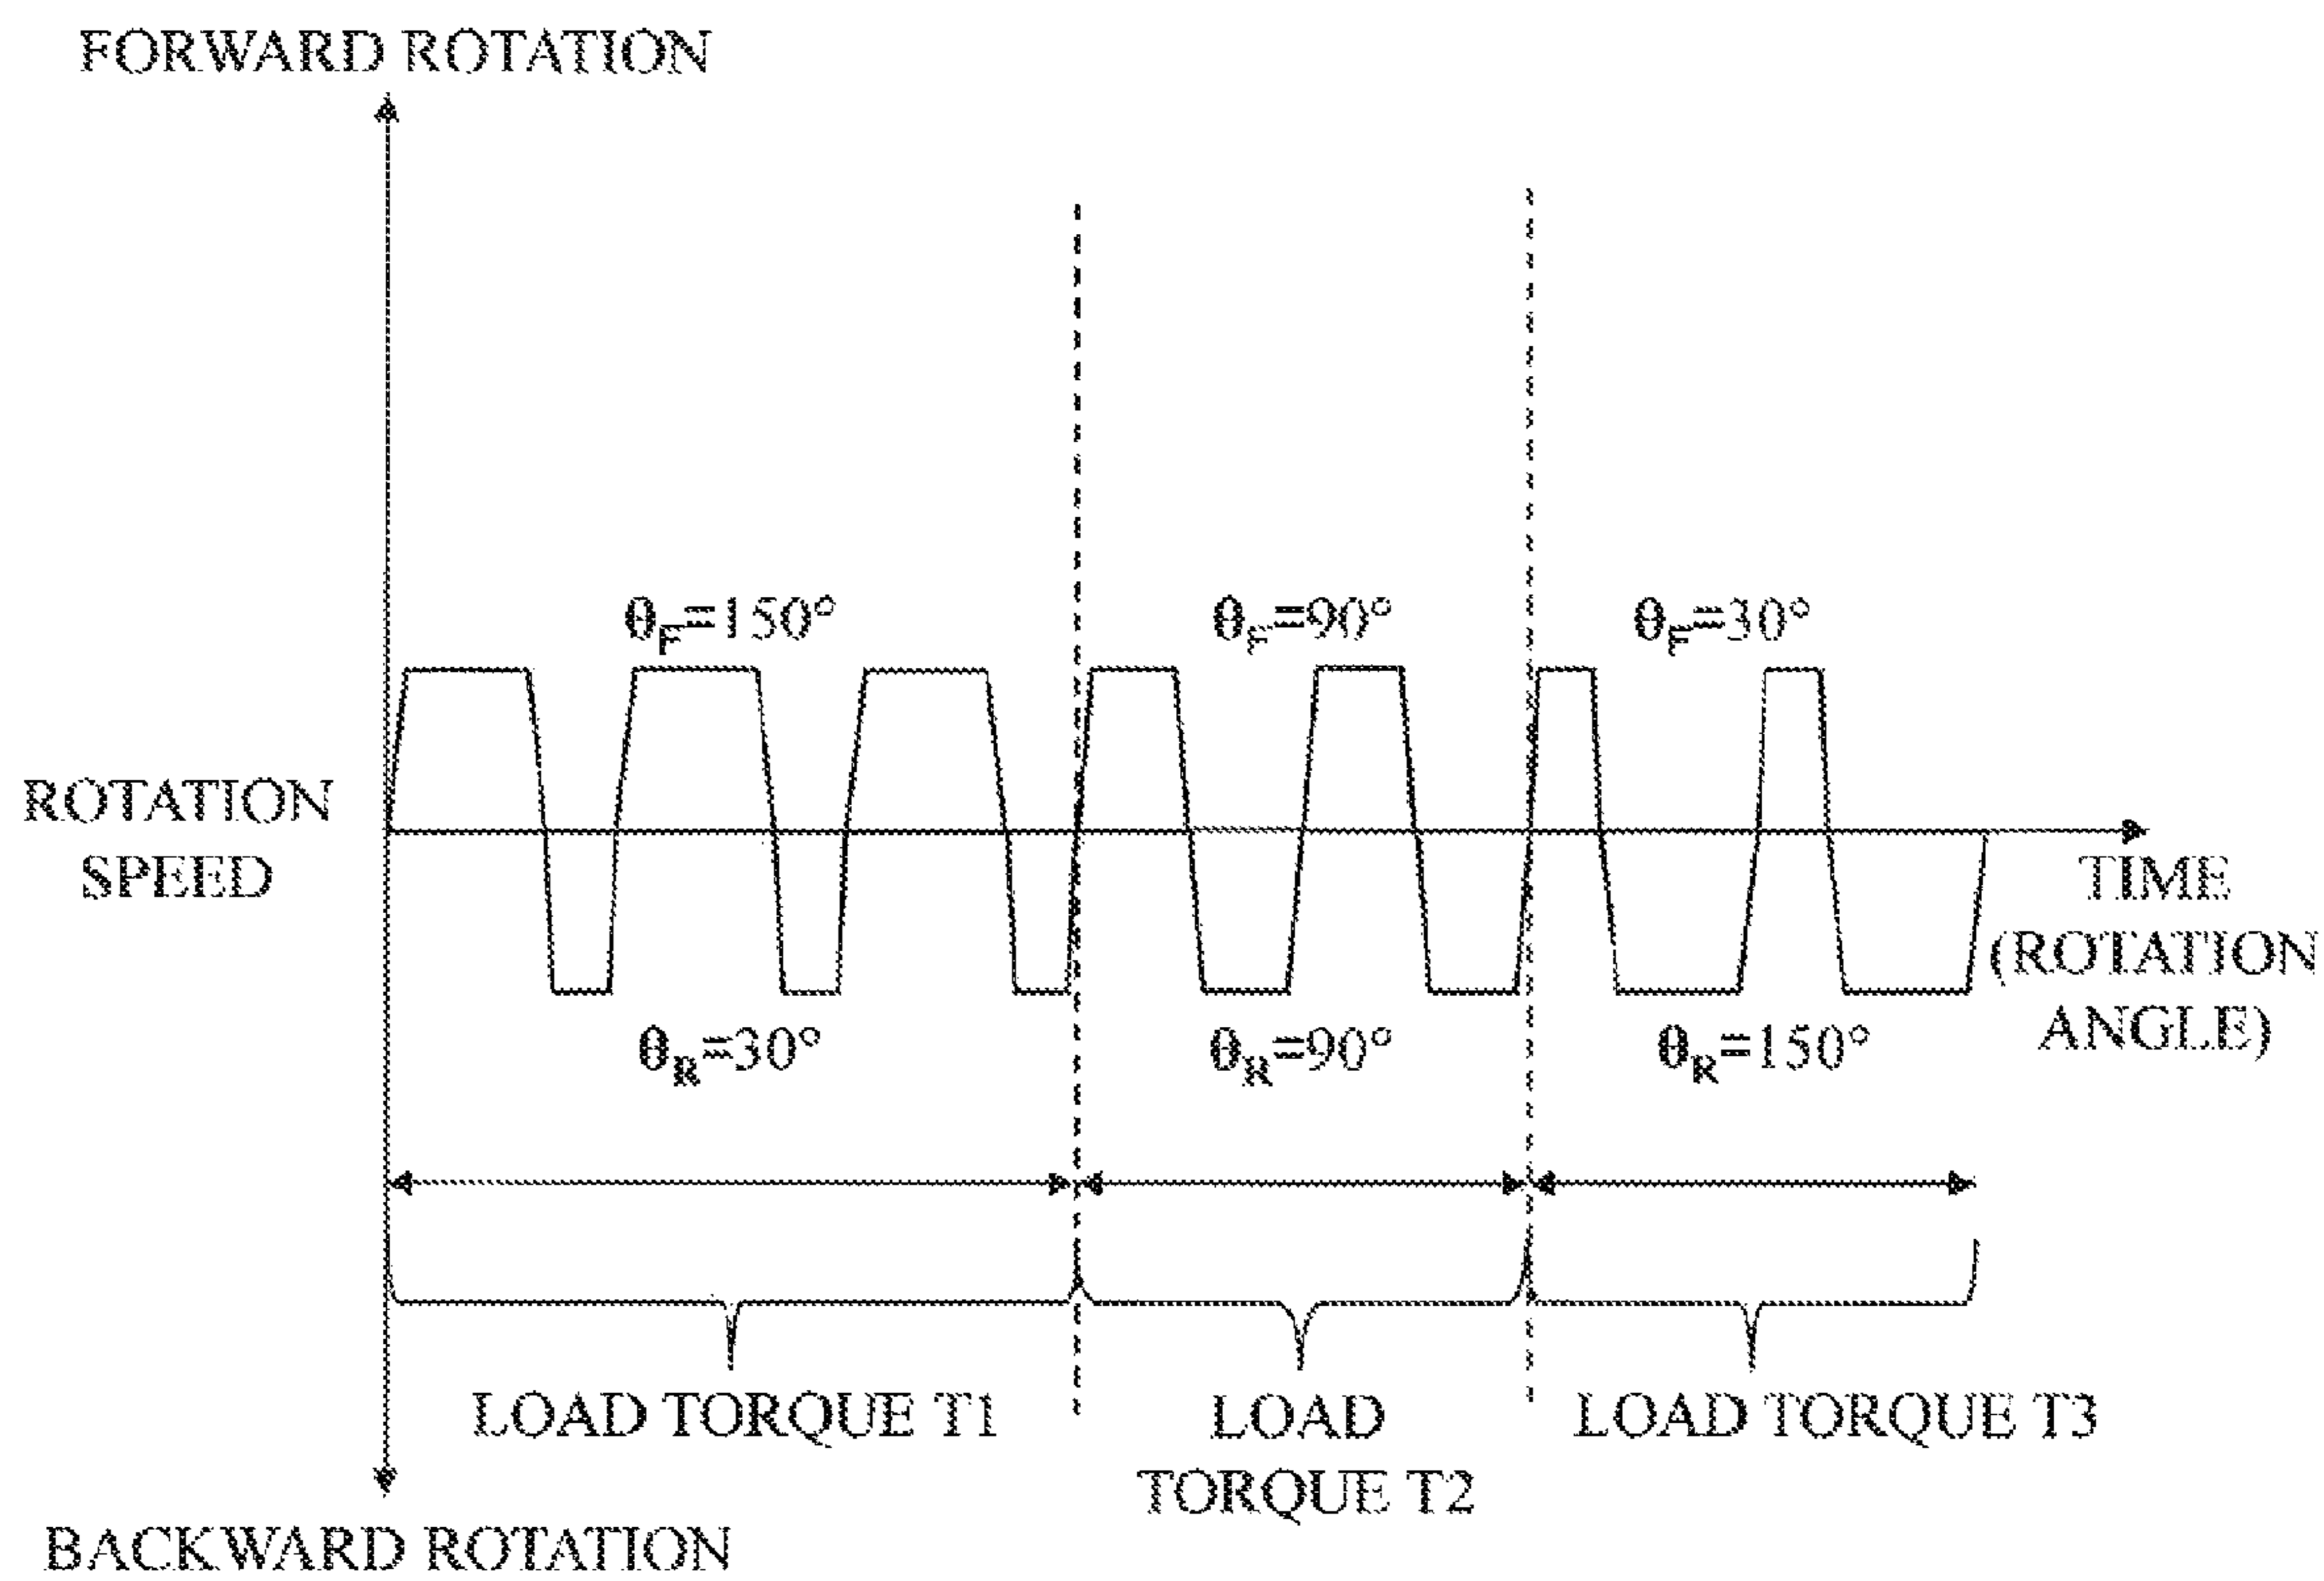 FORWARD ROTATION
θF=150°
θF=90°
θF=30°
ROTATION
SPEED
TIME
(ROTATION
ANGLE)
θR=30°
θR=90°
θR=150°
LOAD TORQUE T1
LOAD
TORQUE T2
LOAD TORQUE T3
BACKWARD ROTATION